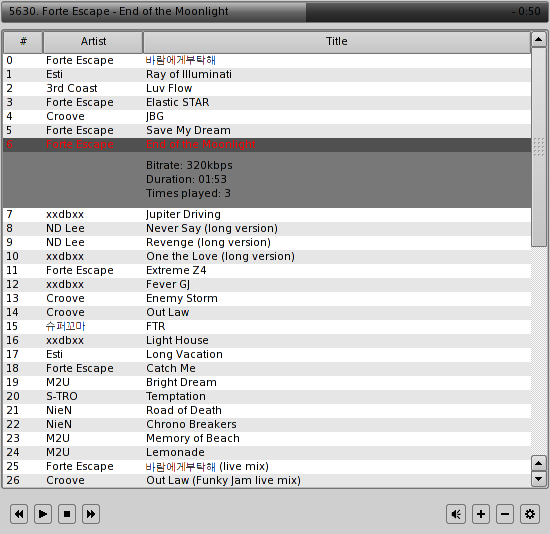 5630. Forte Escape - End of the Moonlight - 0:50
# Artist Title
0 Forte Escape 바람에게부탁해
1 Esti Ray of Illuminati
2 3rd Coast Luv Flow
3 Forte Escape Elastic STAR
4 Croove JBG
5 Forte Escape Save My Dream
6 Forte Escape End of the Moonlight
Bitrate: 320kbps
Duration: 01:53
Times played: 3
7 xxdbxx Jupiter Driving
8 ND Lee Never Say (long version)
9 ND Lee Revenge (long version)
10 xxdbxx One the Love (long version)
11 Forte Escape Extreme Z4
12 xxdbxx Fever GJ
13 Croove Enemy Storm
14 Croove Out Law
15 슈퍼꼬마 FTR
16 xxdbxx Light House
17 Esti Long Vacation
18 Forte Escape Catch Me
19 M2U Bright Dream
20 S-TRO Temptation
21 NieN Road of Death
22 NieN Chrono Breakers
23 M2U Memory of Beach
24 M2U Lemonade
25 Forte Escape 바람에게부탁해 (live mix)
26 Croove Out Law (Funky Jam live mix)